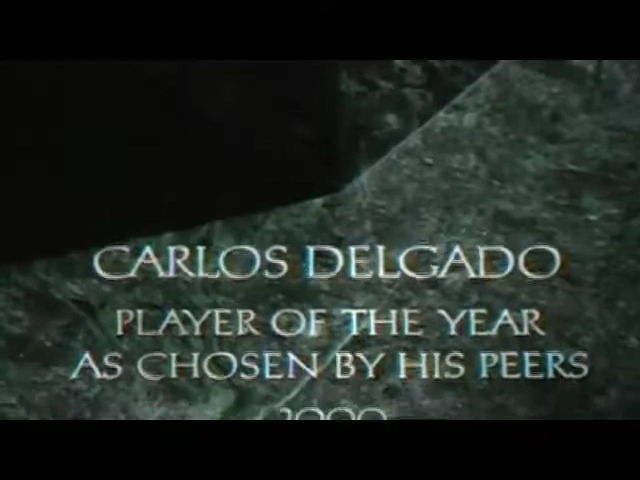 CARLOS DELGADO
PLAYER OF THE YEAR
AS CHOSEN BY HIS PEERS